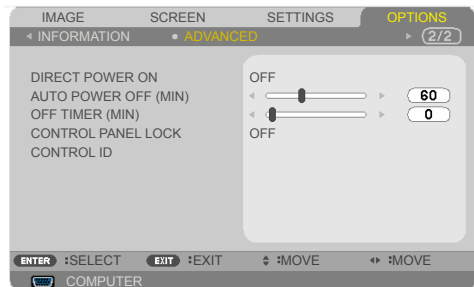 IMAGE SCREEN SETTINGS OPTIONS
INFORMATION ADVANCED (2/2)
DIRECT POWER ON OFF
AUTO POWER OFF (MIN) 60
OFF TIMER (MIN) 0
CONTROL PANEL LOCK OFF
CONTROL ID
ENTER :SELECT EXIT :EXIT :MOVE :MOVE
COMPUTER